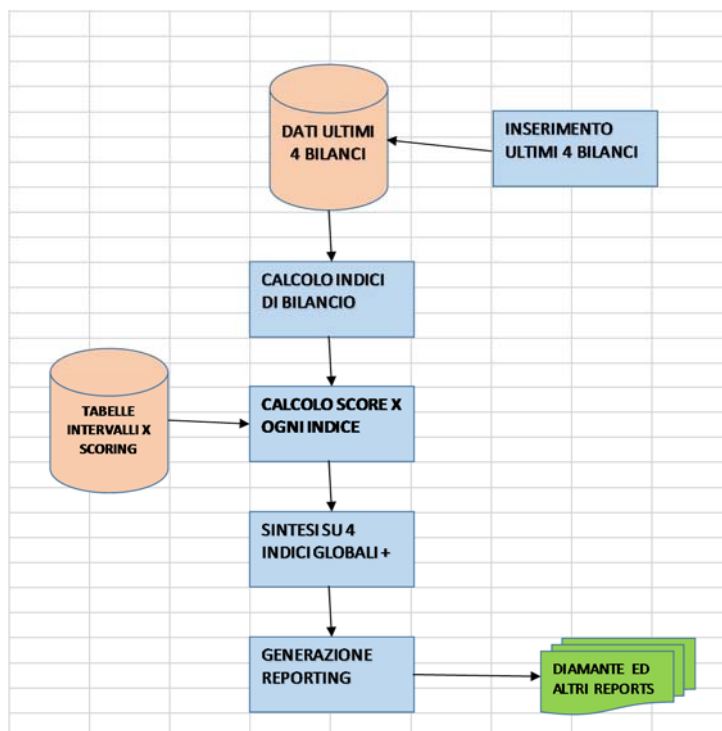 DATI ULTIMI
4 BILANCI
INSERIMENTO
ULTIMI 4 BILANCI
CALCOLO INDICI
DI BILANCIO
TABELLE
INTERVALLI X
SCORING
CALCOLO SCORE X
OGNI INDICE
SINTESI SU 4
INDICI GLOBALI +
GENERAZIONE
REPORTING
DIAMANTE ED
ALTRI REPORTS